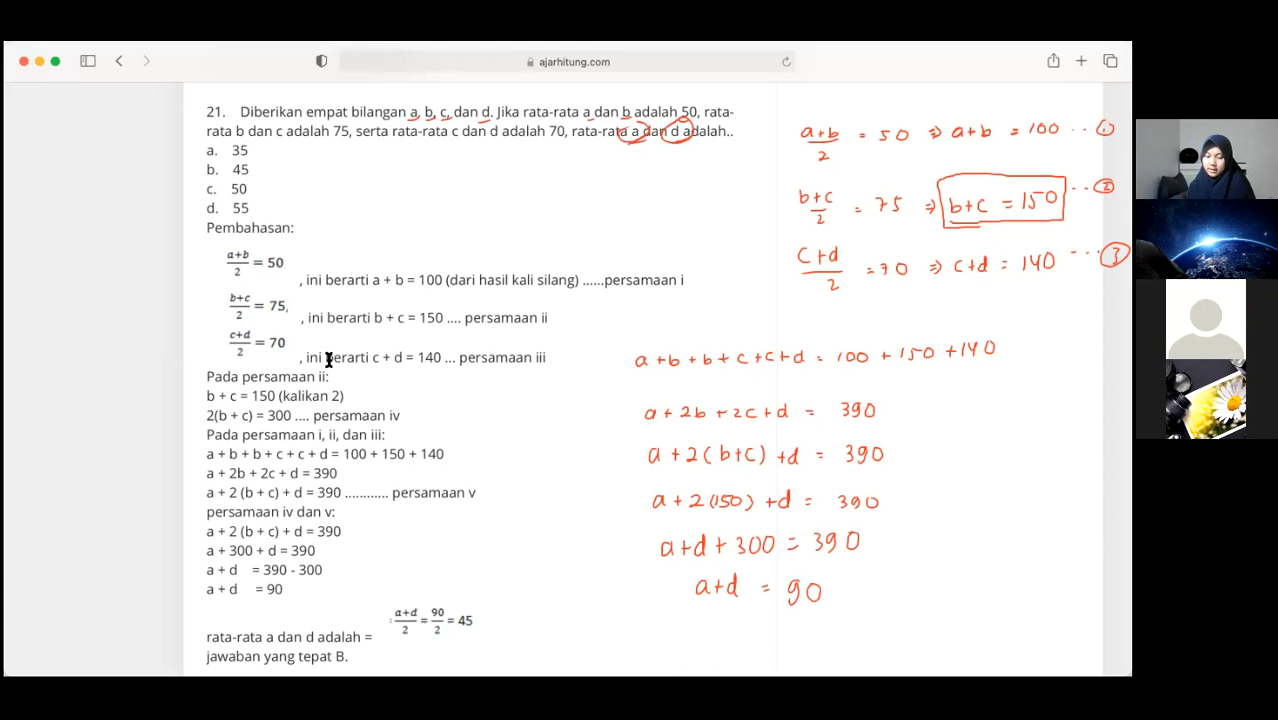 ajarhitung.com
21. Diberikan empat bilangan a, b, c, dan d. Jika rata-rata a dan b adalah 50, rata-
rata b dan c adalah 75, serta rata-rata c dan d adalah 70, rata-rata a dan d adalah..
a. 35
b. 45
c. 50
d. 55
Pembahasan:
a+b/2 = 50
, ini berarti a + b = 100 (dari hasil kali silang) ......persamaan i
b+c/2 = 75,
, ini berarti b + c = 150 .... persamaan ii
c+d/2 = 70
, ini berarti c + d = 140 ... persamaan iii
Pada persamaan ii:
b + c = 150 (kalikan 2)
2(b + c) = 300 .... persamaan iv
Pada persamaan i, ii, dan iii:
a + b + b + c + c + d = 100 + 150 + 140
a + 2b + 2c + d = 390
a + 2 (b + c) + d = 390 ............ persamaan v
persamaan iv dan v:
a + 2 (b + c) + d = 390
a + 300 + d = 390
a + d = 390 - 300
a + d = 90
a+d/2 = 90/2 = 45
rata-rata a dan d adalah =
jawaban yang tepat B.
a+b/2 = 50 ⇒ a+b = 100 ... ①
b+c/2 = 75 ⇒ b+c = 150 ... ②
c+d/2 = 70 ⇒ c+d = 140 ... ③
a+b+b+c+c+d = 100+150+140
a+2b+2c+d = 390
a+2(b+c)+d = 390
a+2(150)+d = 390
a+d+300 = 390
a+d = 90